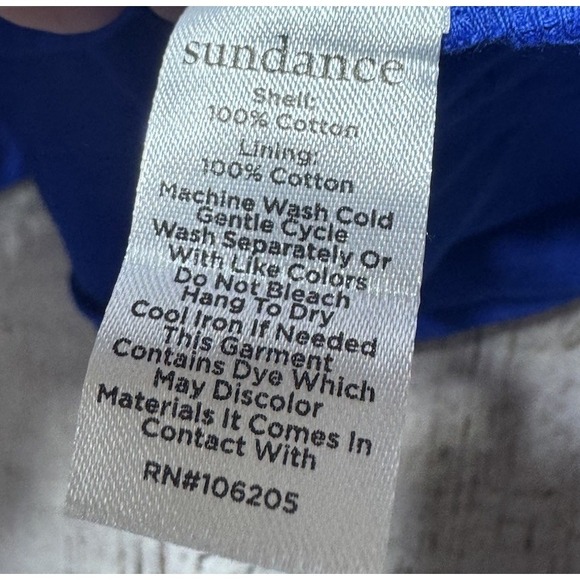 sundance
Shell:
100% Cotton
Lining:
100% Cotton
Machine Wash Cold
Gentle Cycle
Wash Separately Or
With Like Colors
Do Not Bleach
Hang To Dry
Cool Iron If Needed
This Garment
Contains Dye Which
May Discolor
Materials It Comes In
Contact With
RN#106205